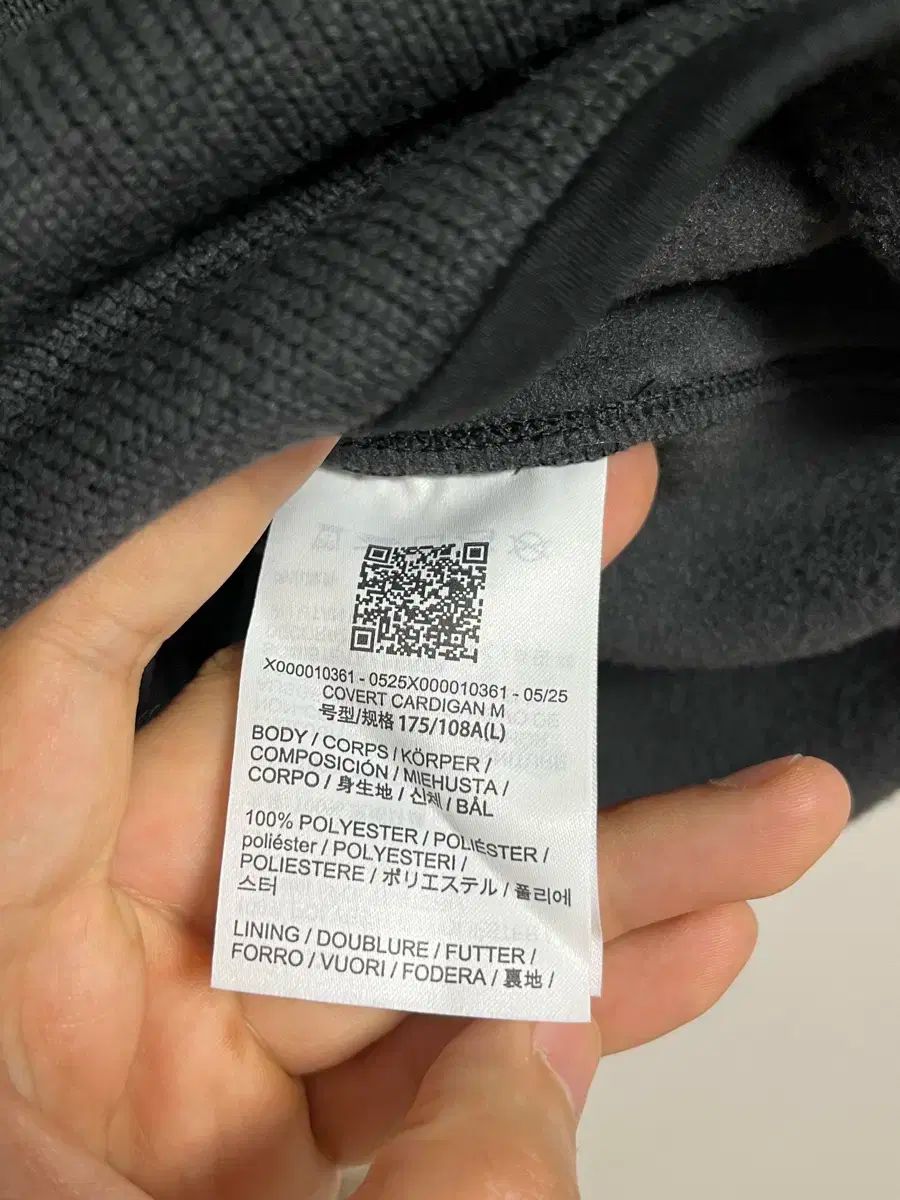 X000010361 - 0525X000010361 - 05/25
COVERT CARDIGAN M
号型/规格 175/108A(L)
BODY / CORPS / KÖRPER /
COMPOSICIÓN / MIEHUSTA /
CORPO / 身生地 / 신체 / BÅL
100% POLYESTER / POLIÉSTER /
poliéster / POLYESTERI /
POLIESTERE / ポリエステル / 폴리에
스터
LINING / DOUBLURE / FUTTER /
FORRO / VUORI / FODERA / 裏地 /